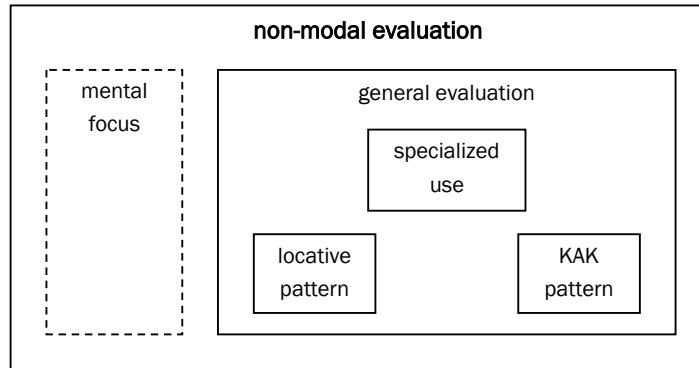 non-modal evaluation
mental
focus
general evaluation
specialized
use
locative
pattern
KAK
pattern